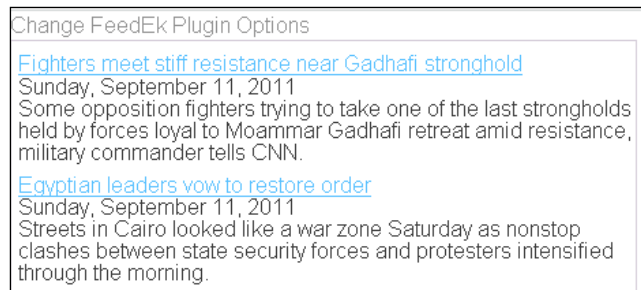 Change FeedEk Plugin Options
Fighters meet stiff resistance near Gadhafi stronghold
Sunday, September 11, 2011
Some opposition fighters trying to take one of the last strongholds
held by forces loyal to Moammar Gadhafi retreat amid resistance,
military commander tells CNN.
Egyptian leaders vow to restore order
Sunday, September 11, 2011
Streets in Cairo looked like a war zone Saturday as nonstop
clashes between state security forces and protesters intensified
through the morning.